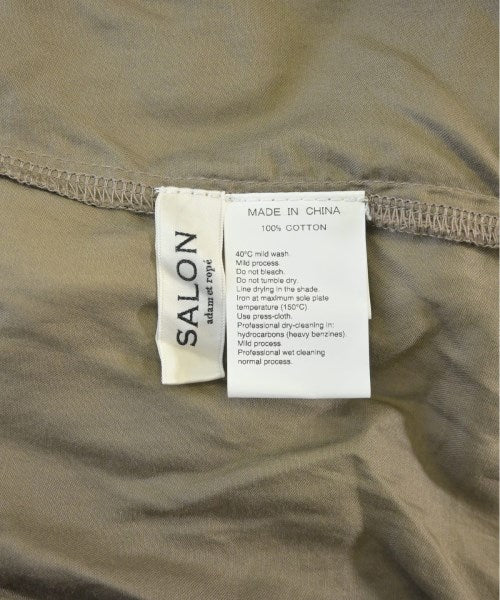 SALON
adam et ropé
MADE IN CHINA
100% COTTON
40°C mild wash.
Mild process.
Do not bleach.
Do not tumble dry.
Line drying in the shade.
Iron at maximum sole plate
temperature (150°C).
Use press-cloth.
Professional dry-cleaning in:
hydrocarbons (heavy benzines).
Mild process.
Professional wet cleaning
normal process.